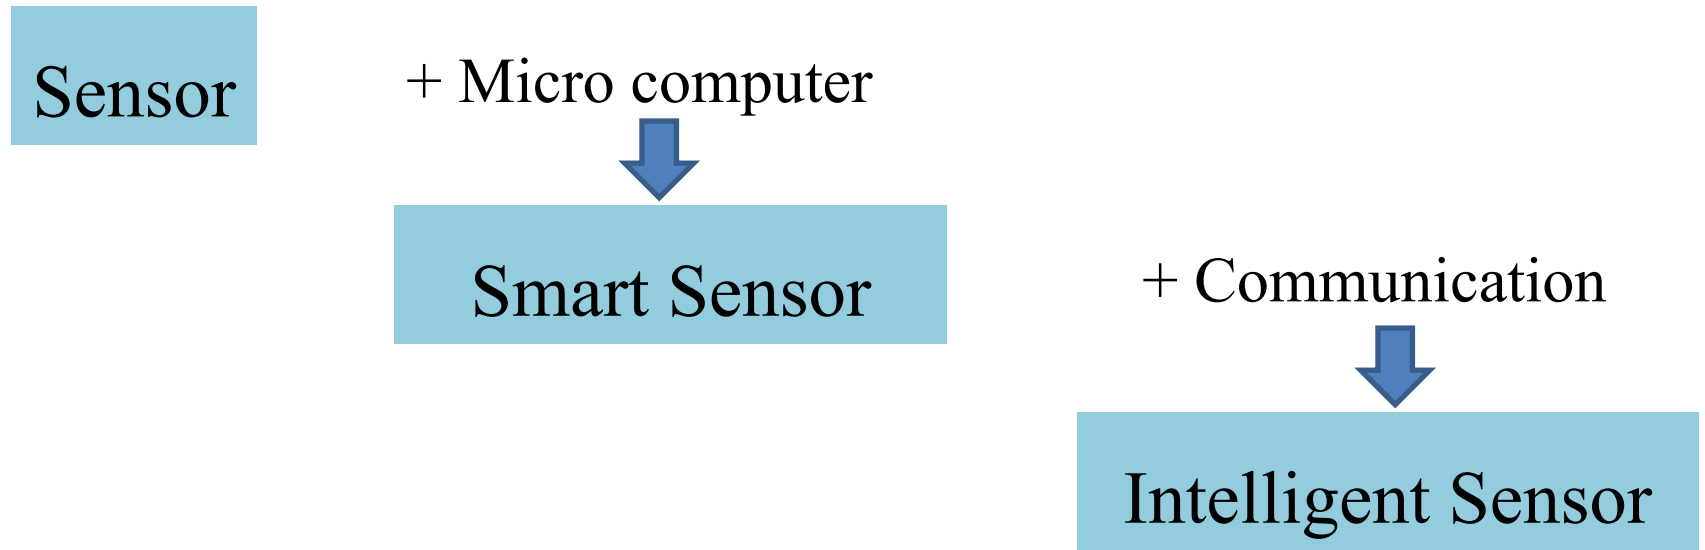 Sensor
+ Micro computer
Smart Sensor
+ Communication
Intelligent Sensor